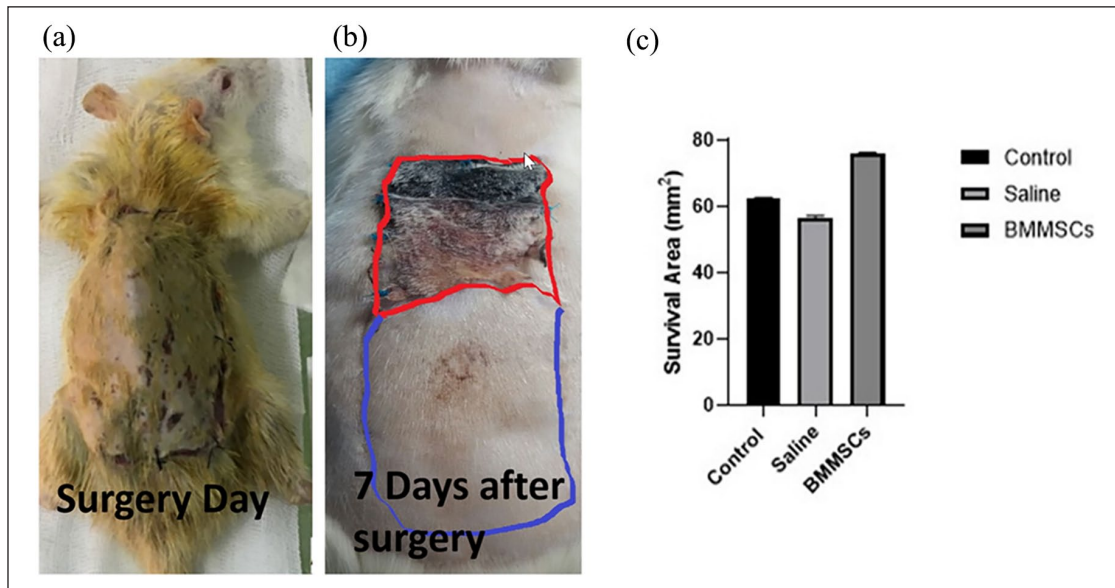 (a)
(b)
(c)
Surgery Day
7 Days after
surgery
Survival Area (mm²)
80
60
40
20
0
Control
Saline
BMMSCs
Control
Saline
BMMSCs